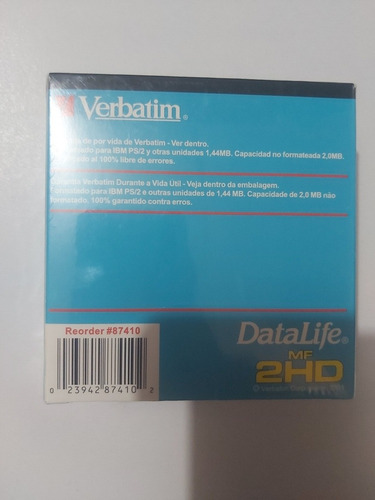 Verbatim®
de por vida de Verbatim - Ver dentro.
para IBM PS/2 y otras unidades 1,44MB. Capacidad no formateada 2,0MB.
al 100% libre de errores.
Verbatim Durante a Vida Útil - Veja dentro da embalagem.
para IBM PS/2 e outras unidades de 1,44 MB. Capacidade de 2,0 MB não
formatado. 100% garantido contra erros.
Reorder #87410
DataLife®
MF
2HD
0 23942 87410 2
© Verbatim